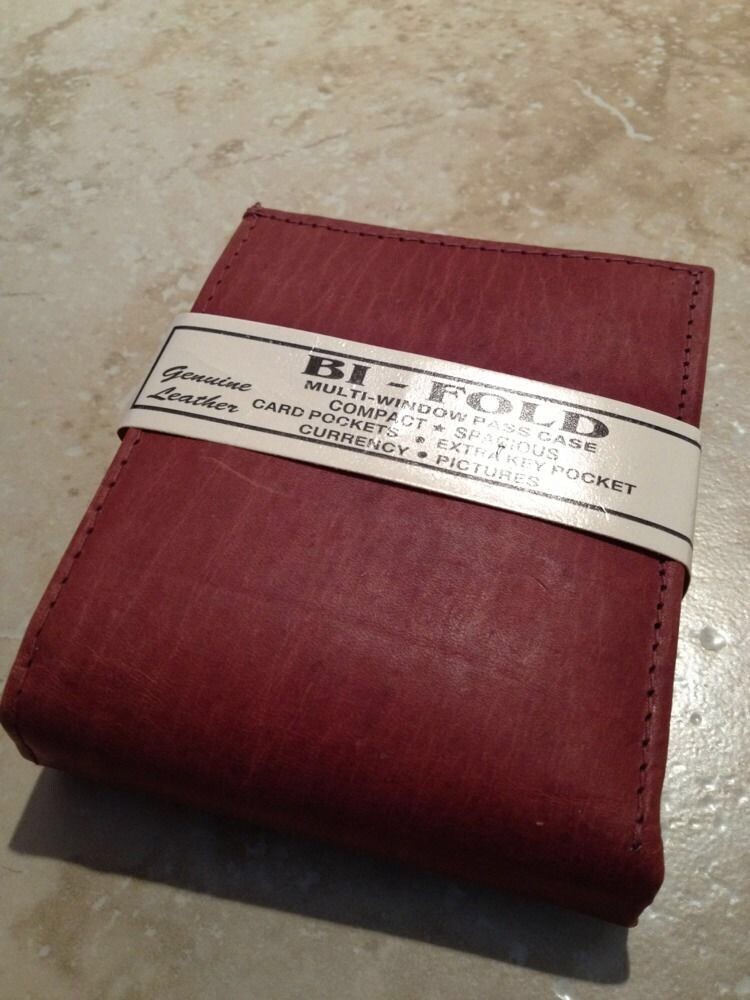 Genuine
Leather
BI - FOLD
MULTI-WINDOW PASS CASE
COMPACT ★ SPACIOUS
CARD POCKETS • EXTRA KEY POCKET
CURRENCY • PICTURES